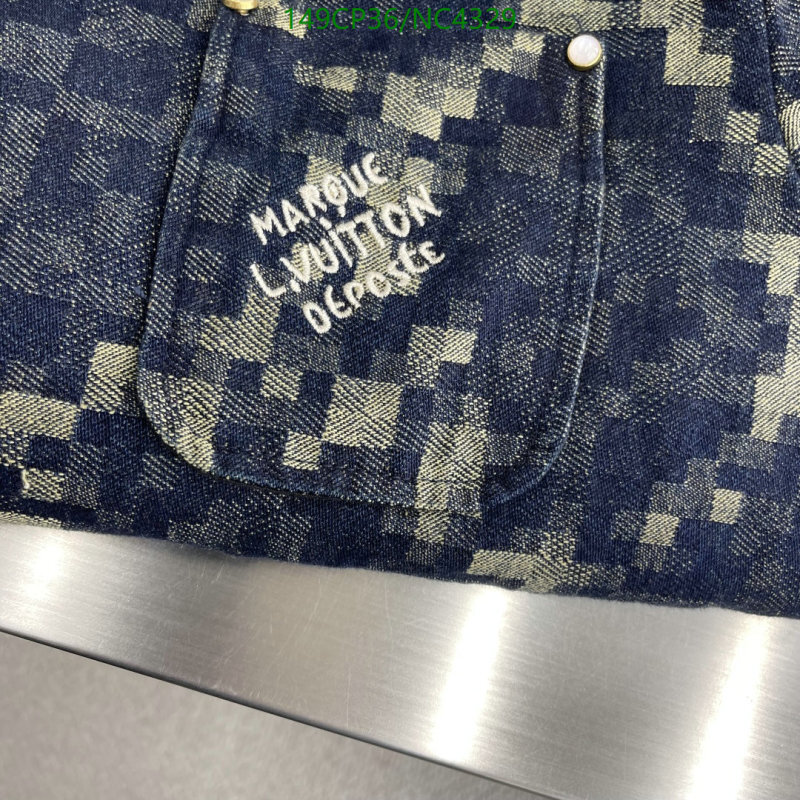 149CP36/NC4329
MARQUE
L.VUITTON
DEPOSÉE